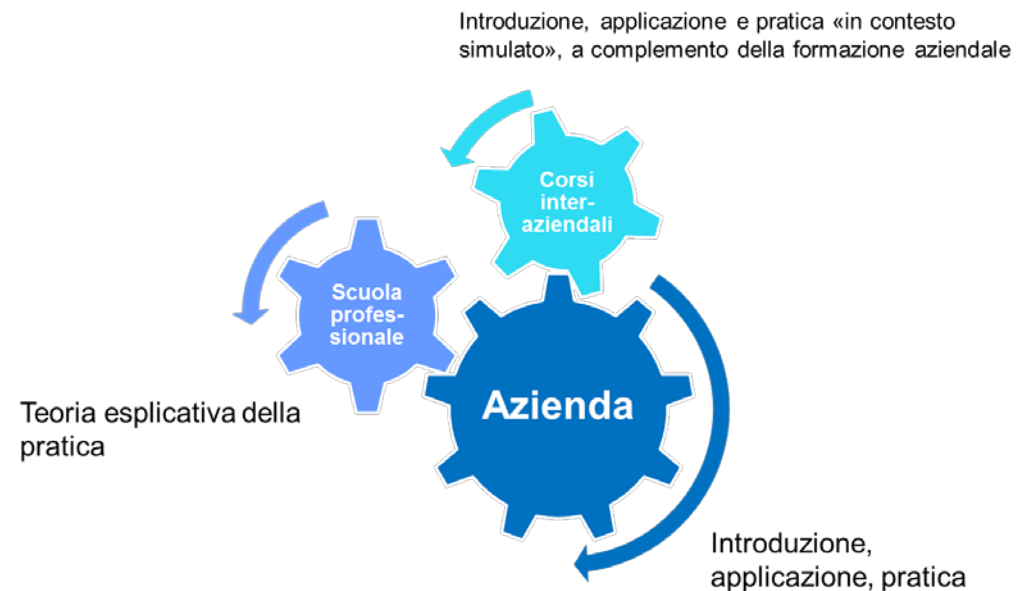 Introduzione, applicazione e pratica «in contesto
simulato», a complemento della formazione aziendale
Corsi
inter-
aziendali
Scuola
profes-
sionale
Azienda
Teoria esplicativa della
pratica
Introduzione,
applicazione, pratica